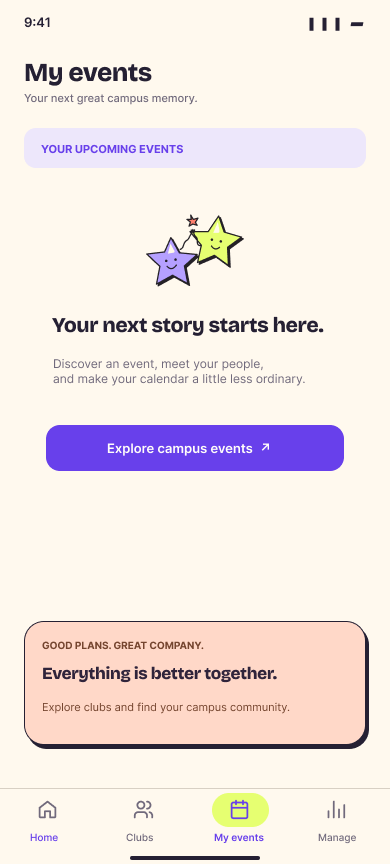 9:41
My events
Your next great campus memory.
YOUR UPCOMING EVENTS
Your next story starts here.
Discover an event, meet your people,
and make your calendar a little less ordinary.
Explore campus events ↗
GOOD PLANS. GREAT COMPANY.
Everything is better together.
Explore clubs and find your campus community.
Home
Clubs
My events
Manage